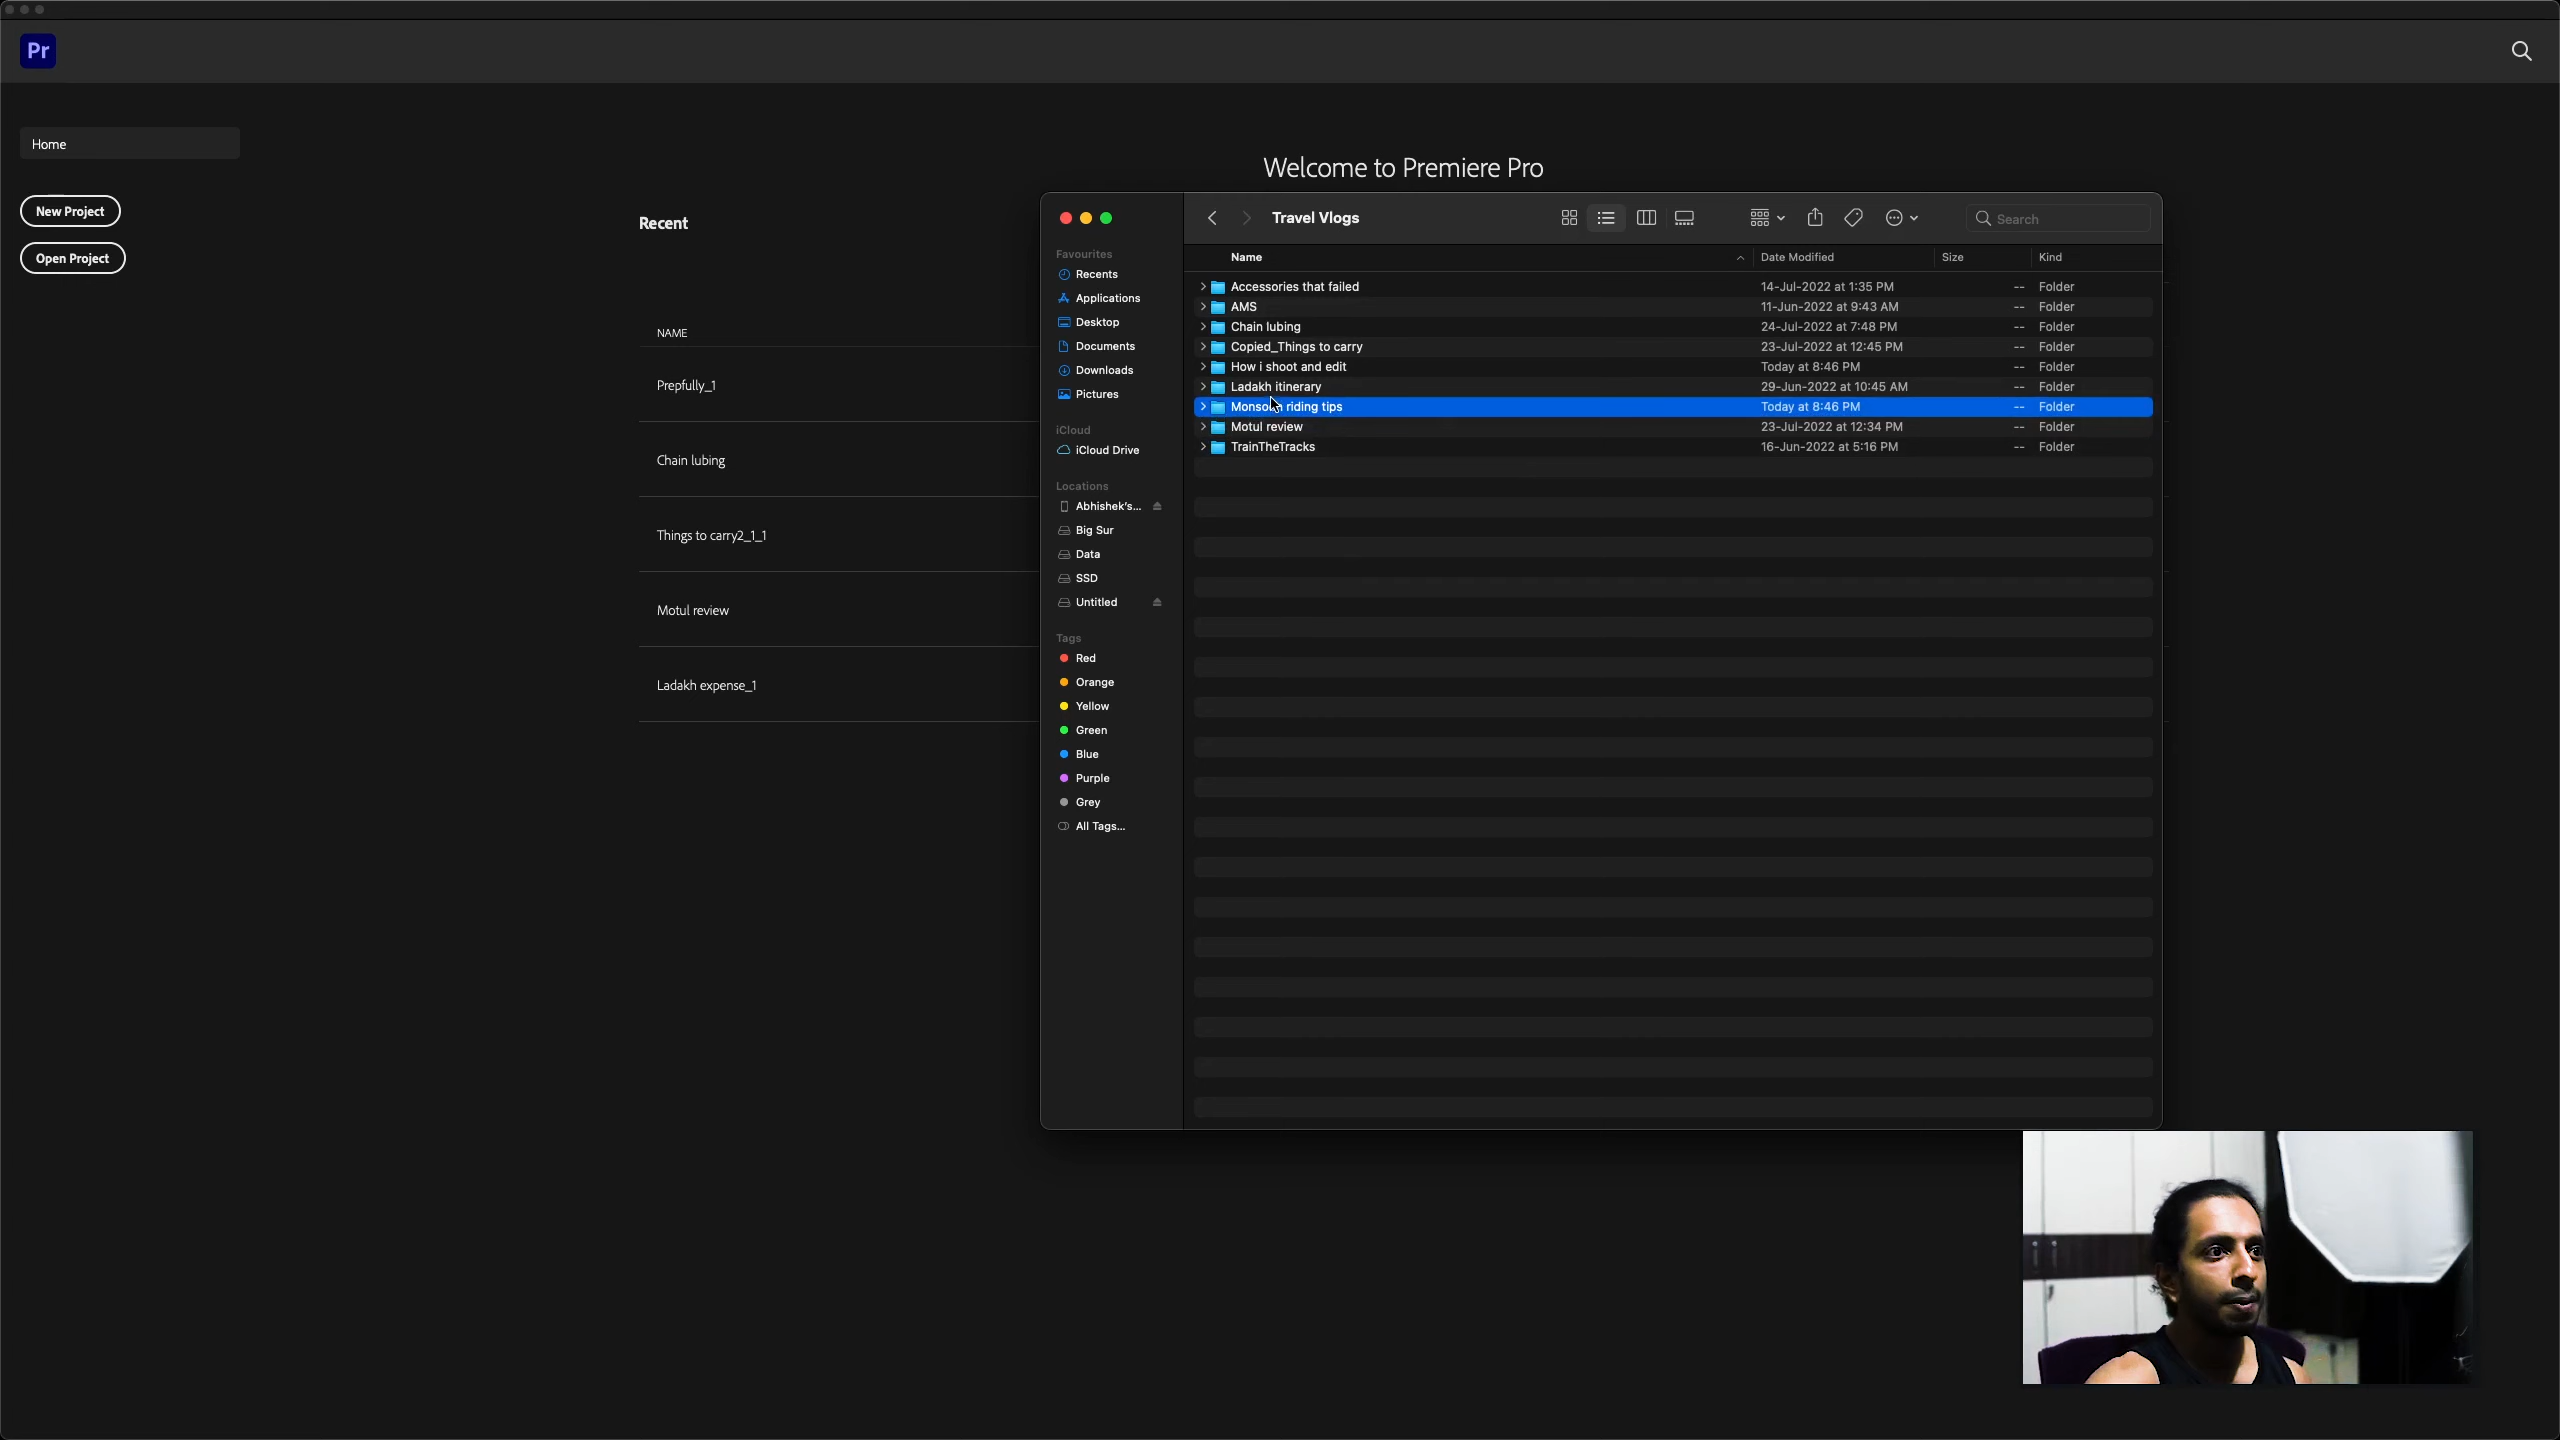 Pr
Home
New Project
Open Project
Welcome to Premiere Pro
Recent
NAME
Prepfully_1
Chain lubing
Things to carry2_1_1
Motul review
Ladakh expense_1
Travel Vlogs
Search
Favourites
Recents
Applications
Desktop
Documents
Downloads
Pictures
iCloud
iCloud Drive
Locations
Abhishek's...
Big Sur
Data
SSD
Untitled
Tags
Red
Orange
Yellow
Green
Blue
Purple
Grey
All Tags...
Name Date Modified Size Kind
Accessories that failed 14-Jul-2022 at 1:35 PM -- Folder
AMS 11-Jun-2022 at 9:43 AM -- Folder
Chain lubing 24-Jul-2022 at 7:48 PM -- Folder
Copied_Things to carry 23-Jul-2022 at 12:45 PM -- Folder
How i shoot and edit Today at 8:46 PM -- Folder
Ladakh itinerary 29-Jun-2022 at 10:45 AM -- Folder
Monsoon riding tips Today at 8:46 PM -- Folder
Motul review 23-Jul-2022 at 12:34 PM -- Folder
TrainTheTracks 16-Jun-2022 at 5:16 PM -- Folder